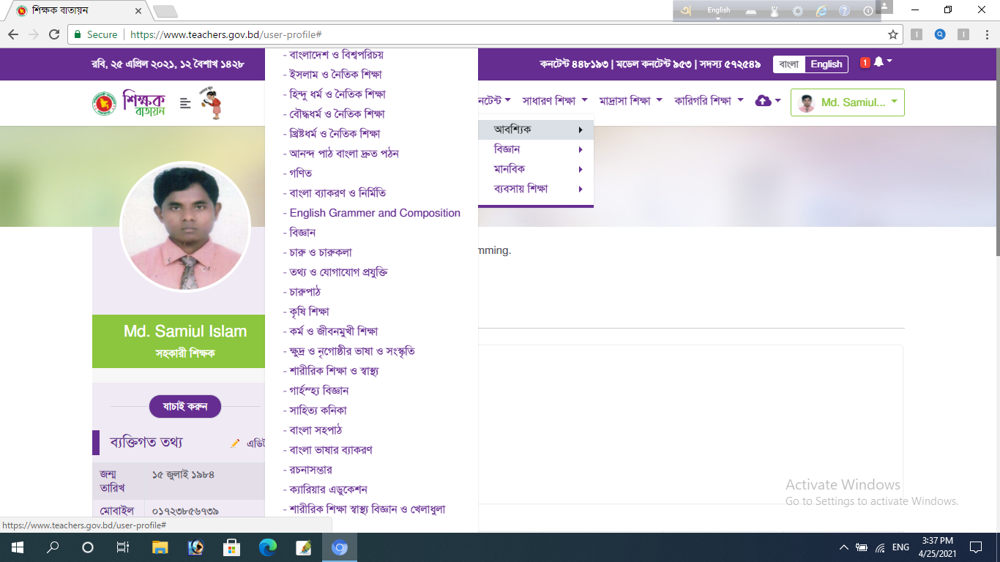 শিক্ষক বাতায়ন
English
Secure
https://www.teachers.gov.bd/user-profile#
রবি, ২৫ এপ্রিল ২০২১, ১২ বৈশাখ ১৪২৮
কনটেন্ট ৪৪৮১৯৩ | মডেল কনটেন্ট ৯৫৩ | সদস্য ৫৭২৫৪৯
বাংলা English
1
শিক্ষক
বাতায়ন
নটেন্ট
সাধারণ শিক্ষা
মাদ্রাসা শিক্ষা
কারিগরি শিক্ষা
Md. Samiul...
- বাংলাদেশ ও বিশ্বপরিচয়
- ইসলাম ও নৈতিক শিক্ষা
- হিন্দু ধর্ম ও নৈতিক শিক্ষা
- বৌদ্ধধর্ম ও নৈতিক শিক্ষা
- খ্রিষ্টধর্ম ও নৈতিক শিক্ষা
- আনন্দ পাঠ বাংলা দ্রুত পঠন
- গণিত
- বাংলা ব্যাকরণ ও নির্মিতি
- English Grammer and Composition
- বিজ্ঞান
- চারু ও চারুকলা
- তথ্য ও যোগাযোগ প্রযুক্তি
- চারুপাঠ
- কৃষি শিক্ষা
- কর্ম ও জীবনমুখী শিক্ষা
- ক্ষুদ্র ও নৃগোষ্ঠীর ভাষা ও সংস্কৃতি
- শারীরিক শিক্ষা ও স্বাস্থ্য
- গার্হস্হ্য বিজ্ঞান
- সাহিত্য কনিকা
- বাংলা সহপাঠ
- বাংলা ভাষার ব্যাকরণ
- রচনাসম্ভার
- ক্যারিয়ার এডুকেশন
- শারীরিক শিক্ষা স্বাস্থ্য বিজ্ঞান ও খেলাধুলা
আবশ্যিক
বিজ্ঞান
মানবিক
ব্যবসায় শিক্ষা
mming.
Md. Samiul Islam
সহকারী শিক্ষক
যাচাই করুন
ব্যক্তিগত তথ্য
এডিট
জন্ম তারিখ
১৫ জুলাই ১৯৮৪
মোবাইল
০১৭২৩৮৫৬৭৩৯
Activate Windows
Go to Settings to activate Windows.
https://www.teachers.gov.bd/user-profile#
ENG
3:37 PM
4/25/2021